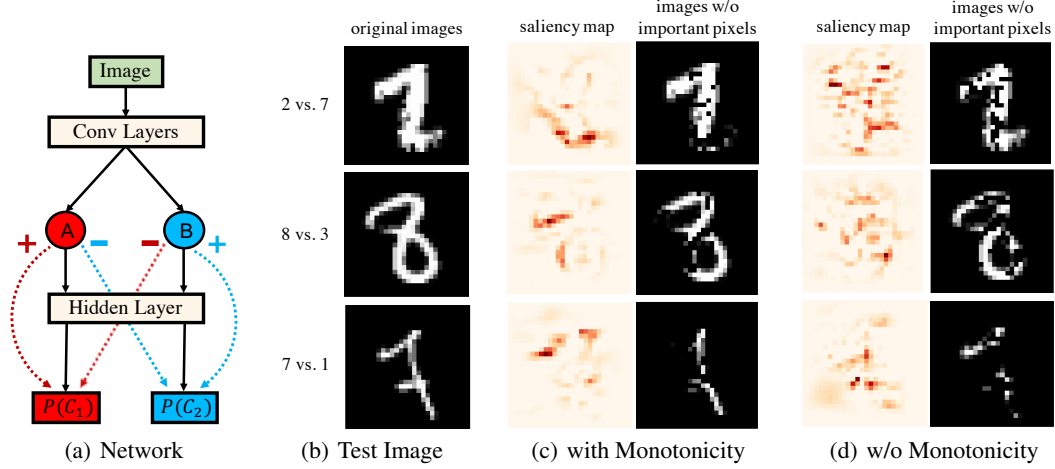 Image
Conv Layers
A
B
+
−
−
+
Hidden Layer
P(C₁)
P(C₂)
(a) Network
original images
2 vs. 7
8 vs. 3
7 vs. 1
(b) Test Image
saliency map
images w/o
important pixels
(c) with Monotonicity
saliency map
images w/o
important pixels
(d) w/o Monotonicity